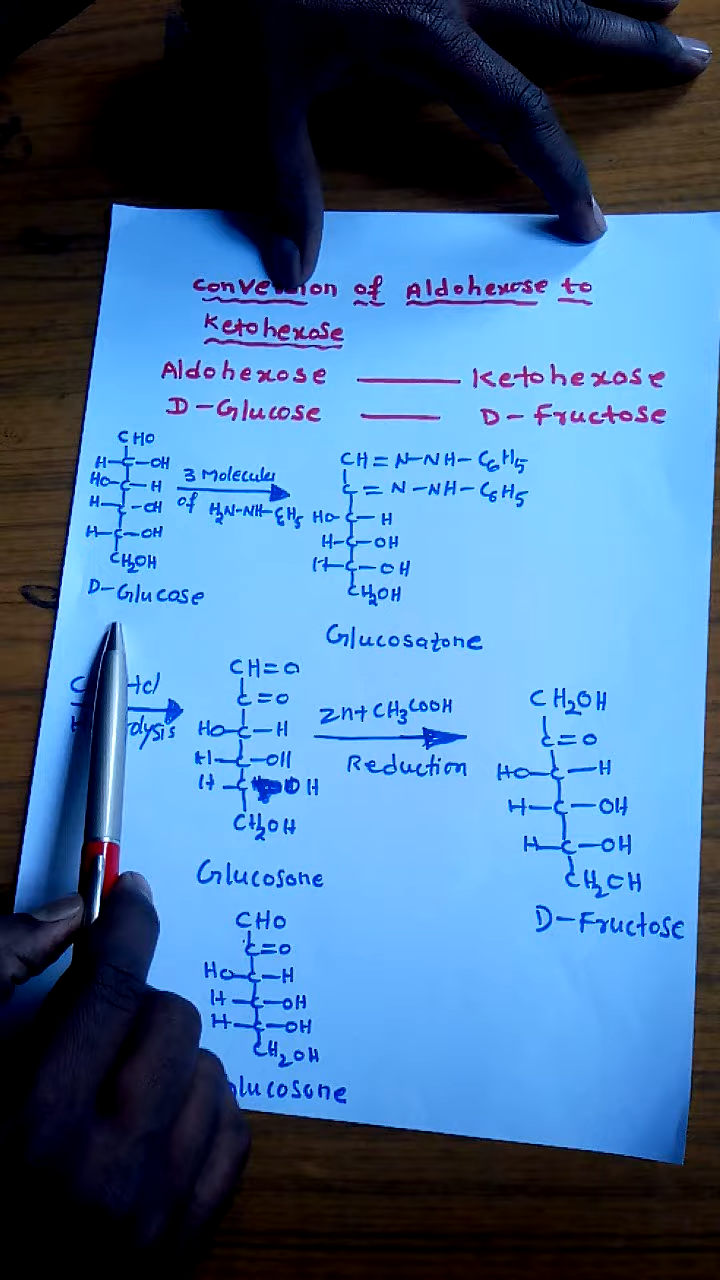 Conversion of Aldohexose to
Ketohexose
Aldohexose —— Ketohexose
D-Glucose —— D-Fructose
CHO
H-C-OH
HO-C-H
H-C-OH
H-C-OH
CH2OH
D-Glucose
3 Molecules
of H2N-NH-C6H5
CH=N-NH-C6H5
C=N-NH-C6H5
HO-C-H
H-C-OH
H-C-OH
CH2OH
Glucosazone
Hcl
CH=O
C=O
HO-C-H
H-C-OH
H-C-OH
CH2OH
Glucosone
Zn+CH3COOH
Reduction
CH2OH
C=O
HO-C-H
H-C-OH
H-C-OH
CH2OH
D-Fructose
CHO
C=O
HO-C-H
H-C-OH
H-C-OH
CH2OH
Glucosone